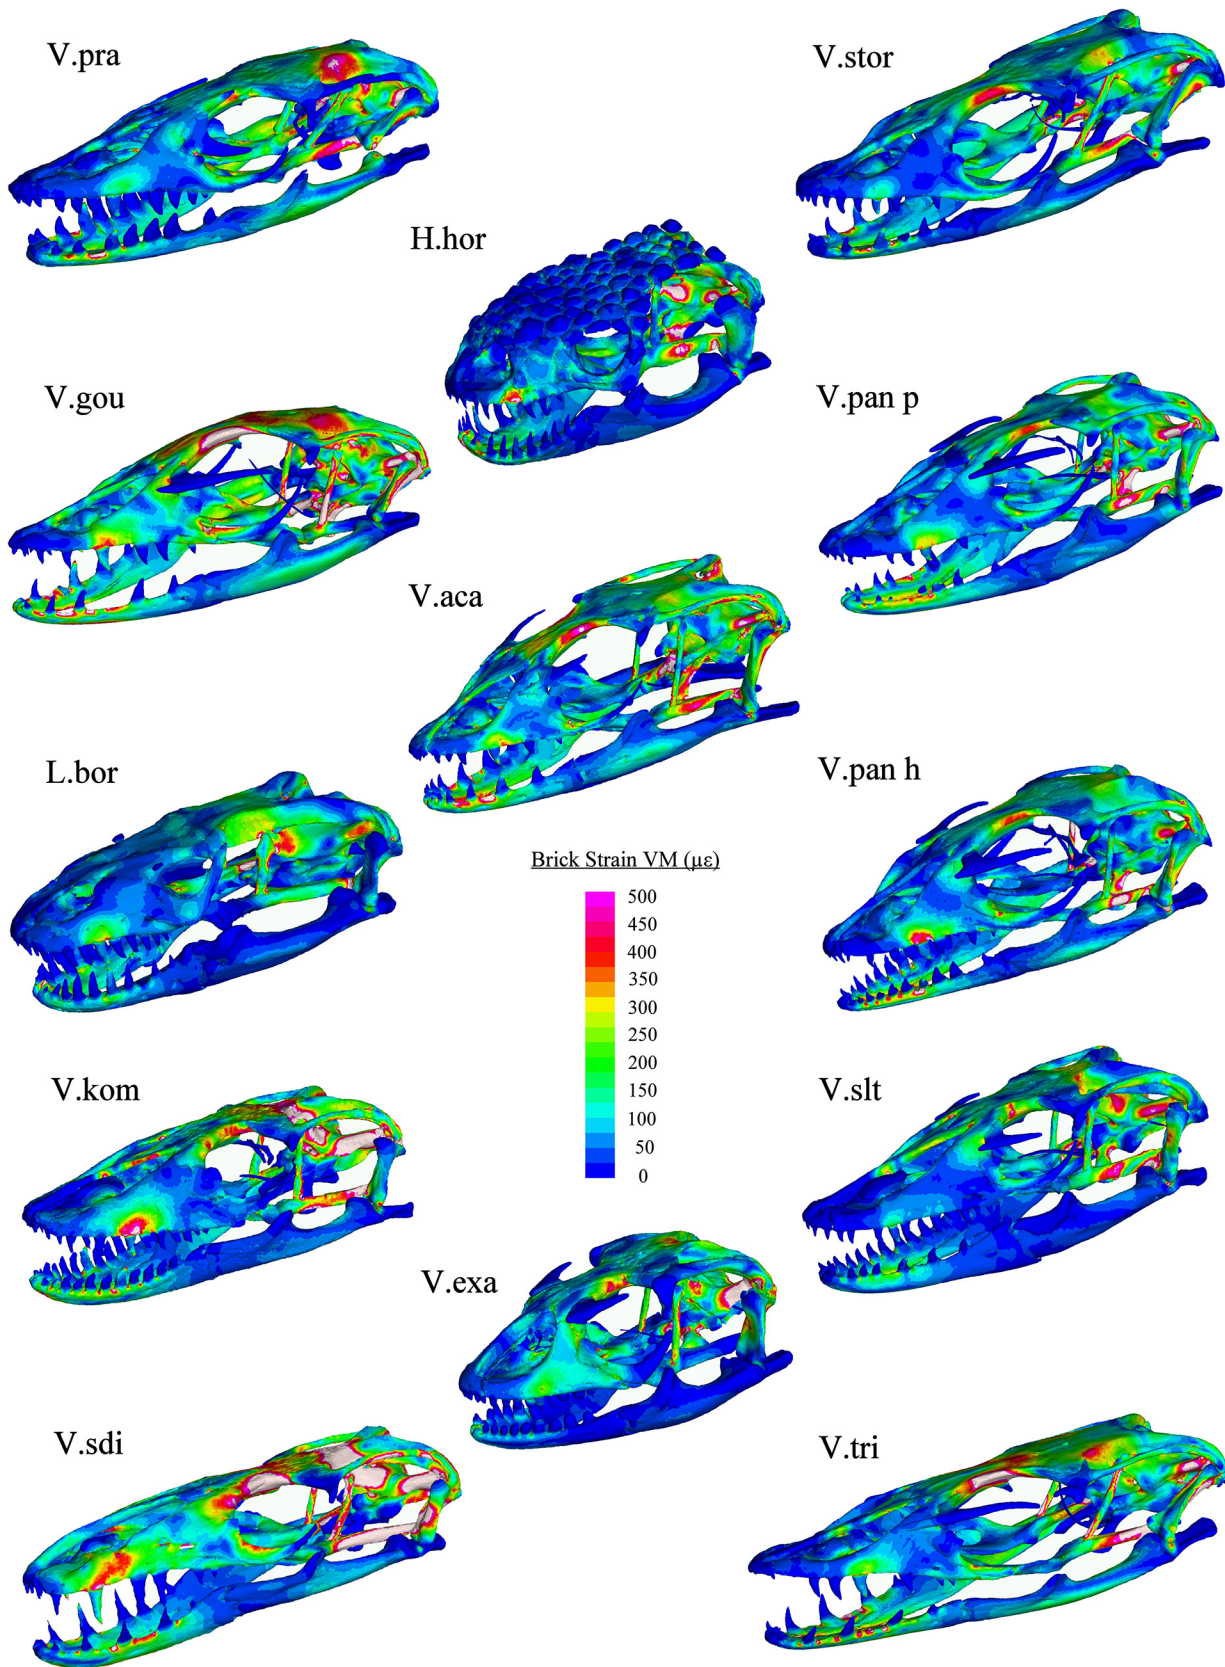 V.pra
V.stor
H.hor
V.gou
V.pan p
V.aca
L.bor
V.pan h
Brick Strain VM (με)
500
450
400
350
300
250
200
150
100
50
0
V.kom
V.slt
V.exa
V.sdi
V.tri